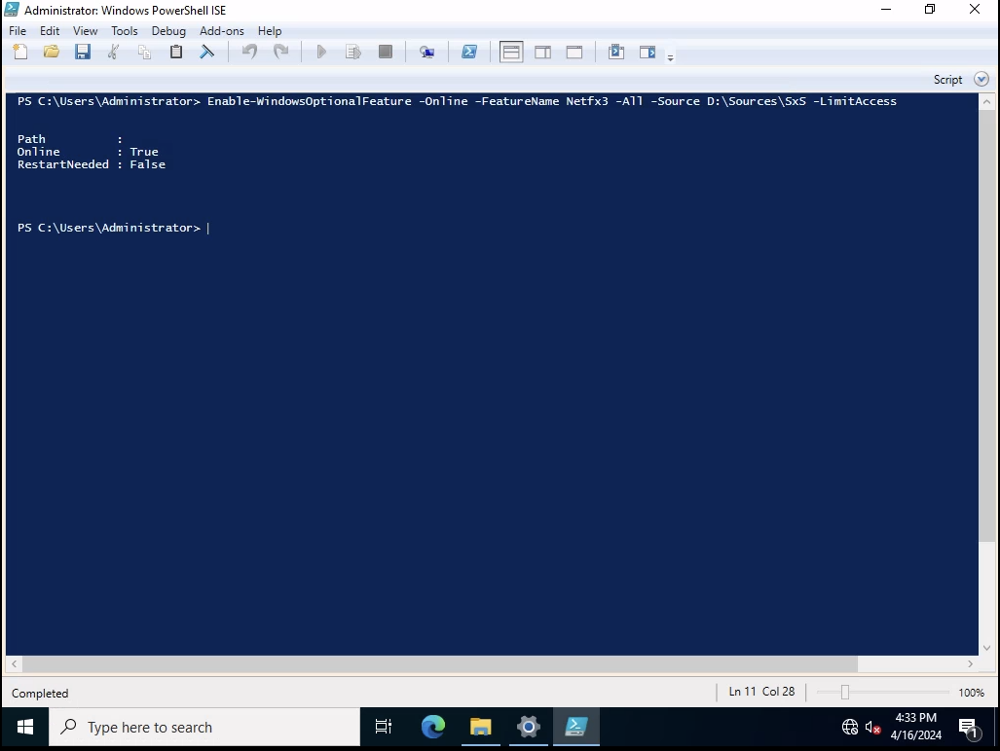 Administrator: Windows PowerShell ISE
File Edit View Tools Debug Add-ons Help
Script
PS C:\Users\Administrator> Enable-WindowsOptionalFeature -Online -FeatureName Netfx3 -All -Source D:\Sources\SxS -LimitAccess
Path :
Online : True
RestartNeeded : False
PS C:\Users\Administrator>
Completed
Ln 11 Col 28
100%
Type here to search
4:33 PM
4/16/2024
1